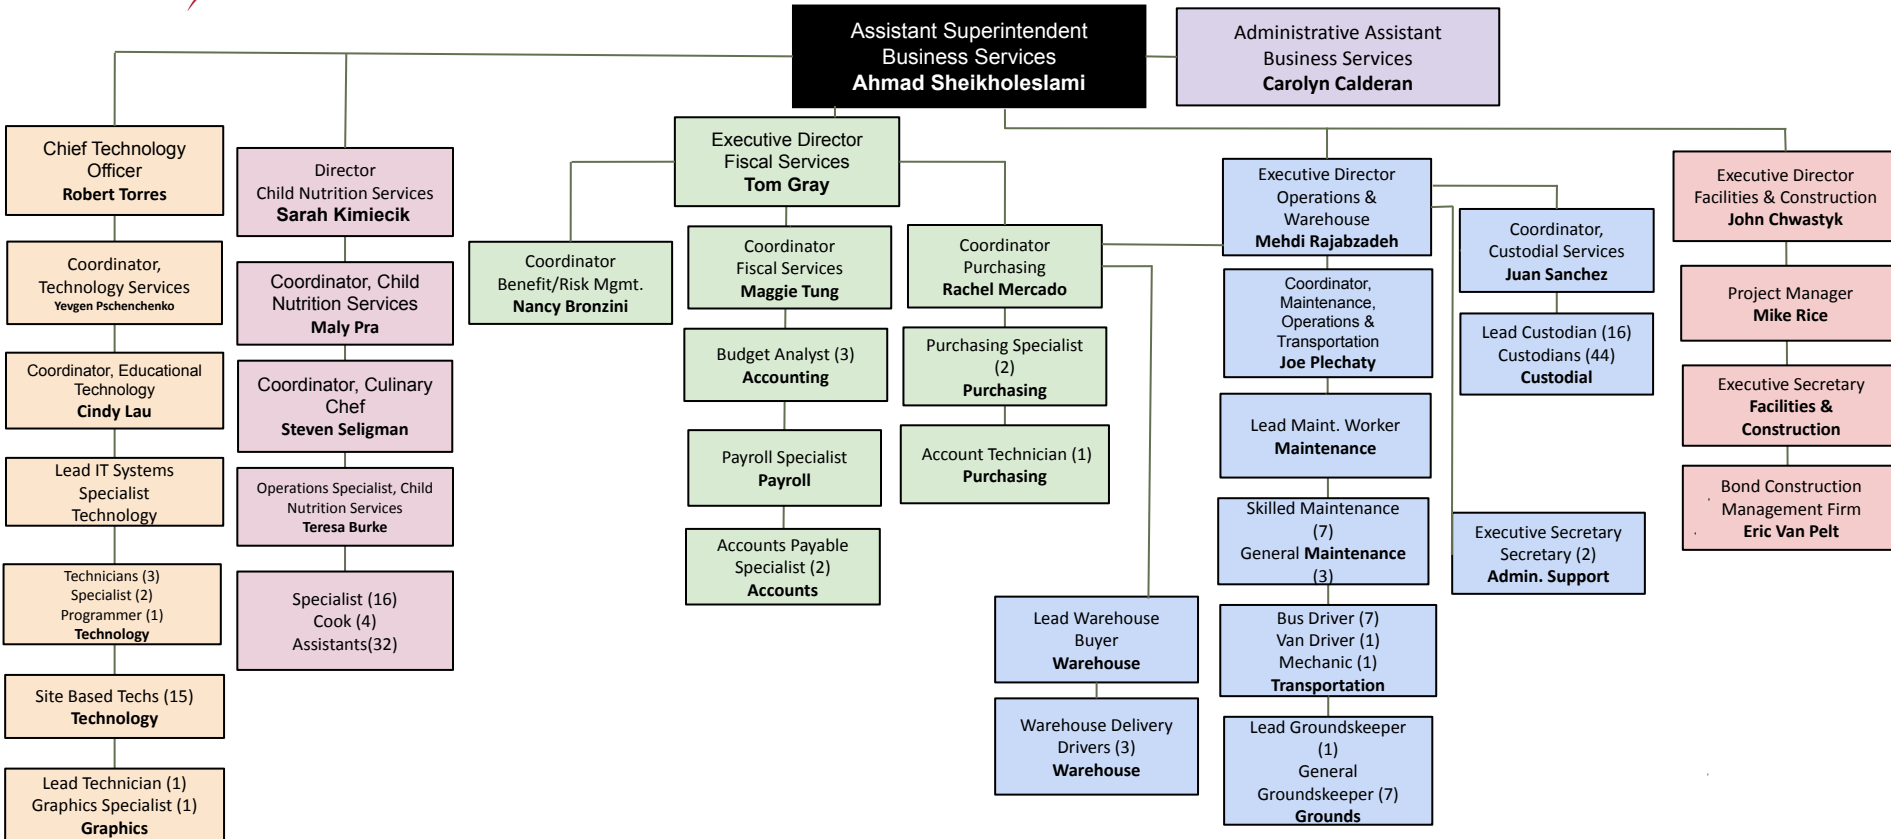 Assistant Superintendent
Business Services
Ahmad Sheikholeslami
Administrative Assistant
Business Services
Carolyn Calderan
Chief Technology
Officer
Robert Torres
Coordinator,
Technology Services
Yevgen Pschenchenko
Coordinator, Educational
Technology
Cindy Lau
Lead IT Systems
Specialist
Technology
Technicians (3)
Specialist (2)
Programmer (1)
Technology
Site Based Techs (15)
Technology
Lead Technician (1)
Graphics Specialist (1)
Graphics
Director
Child Nutrition Services
Sarah Kimiecik
Coordinator, Child
Nutrition Services
Maly Pra
Coordinator, Culinary
Chef
Steven Seligman
Operations Specialist, Child
Nutrition Services
Teresa Burke
Specialist (16)
Cook (4)
Assistants(32)
Executive Director
Fiscal Services
Tom Gray
Coordinator
Benefit/Risk Mgmt.
Nancy Bronzini
Coordinator
Fiscal Services
Maggie Tung
Budget Analyst (3)
Accounting
Payroll Specialist
Payroll
Accounts Payable
Specialist (2)
Accounts
Coordinator
Purchasing
Rachel Mercado
Purchasing Specialist
(2)
Purchasing
Account Technician (1)
Purchasing
Lead Warehouse
Buyer
Warehouse
Warehouse Delivery
Drivers (3)
Warehouse
Executive Director
Operations &
Warehouse
Mehdi Rajabzadeh
Coordinator,
Maintenance,
Operations &
Transportation
Joe Plechaty
Lead Maint. Worker
Maintenance
Skilled Maintenance
(7)
General Maintenance
(3)
Bus Driver (7)
Van Driver (1)
Mechanic (1)
Transportation
Lead Groundskeeper
(1)
General
Groundskeeper (7)
Grounds
Coordinator,
Custodial Services
Juan Sanchez
Lead Custodian (16)
Custodians (44)
Custodial
Executive Secretary
Secretary (2)
Admin. Support
Executive Director
Facilities & Construction
John Chwastyk
Project Manager
Mike Rice
Executive Secretary
Facilities &
Construction
Bond Construction
Management Firm
Eric Van Pelt